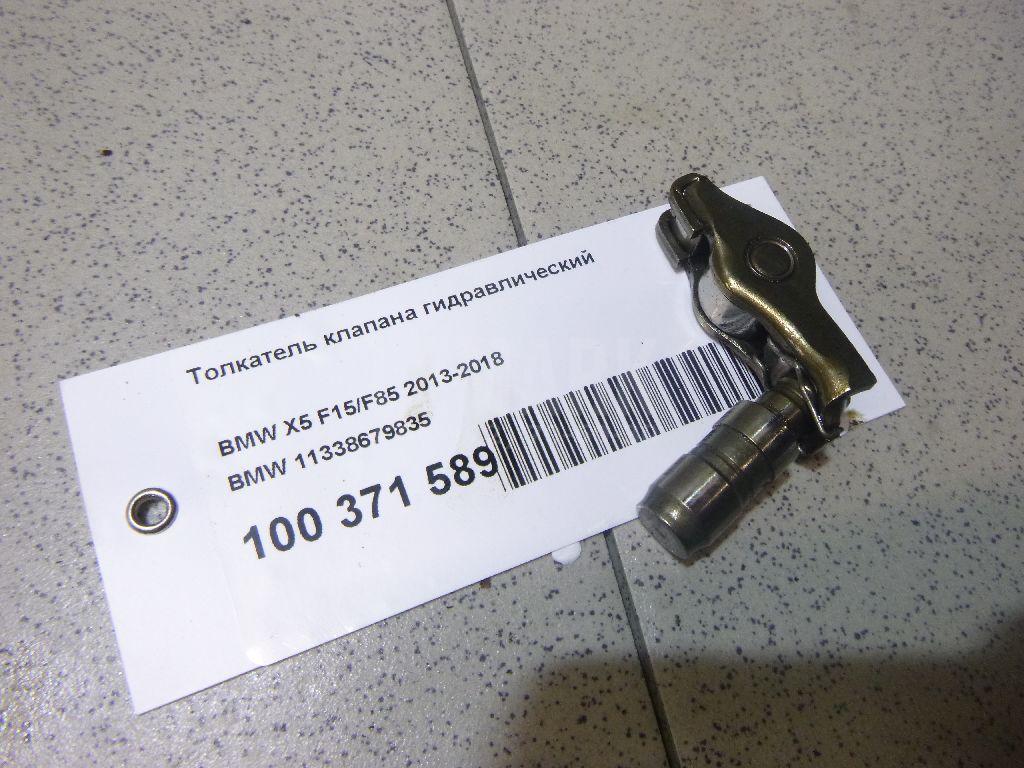 Толкатель клапана гидравлический
BMW X5 F15/F85 2013-2018
BMW 11338679835
100 371 589